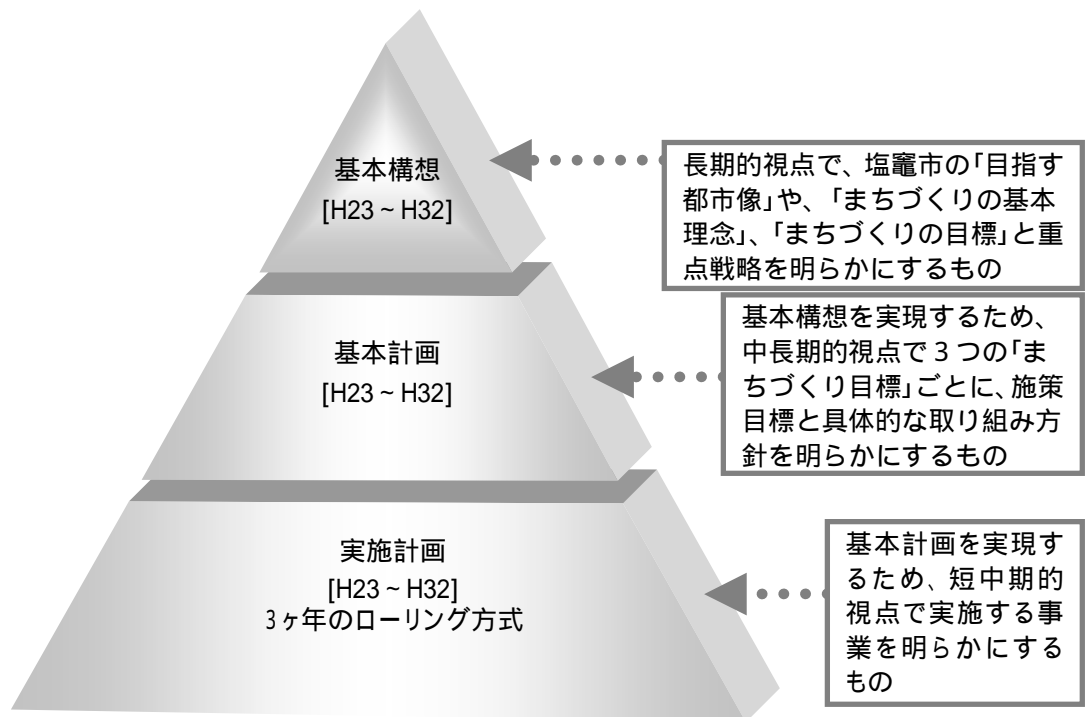 基本構想
[H23～H32]
長期的視点で、塩竈市の｢目指す
都市像｣や、｢まちづくりの基本
理念｣、｢まちづくりの目標｣と重
点戦略を明らかにするもの
基本計画
[H23～H32]
基本構想を実現するため、
中長期的視点で３つの｢ま
ちづくり目標｣ごとに、施策
目標と具体的な取り組み方
針を明らかにするもの
実施計画
[H23～H32]
3ヶ年のローリング方式
基本計画を実現す
るため、短中期的
視点で実施する事
業を明らかにする
もの